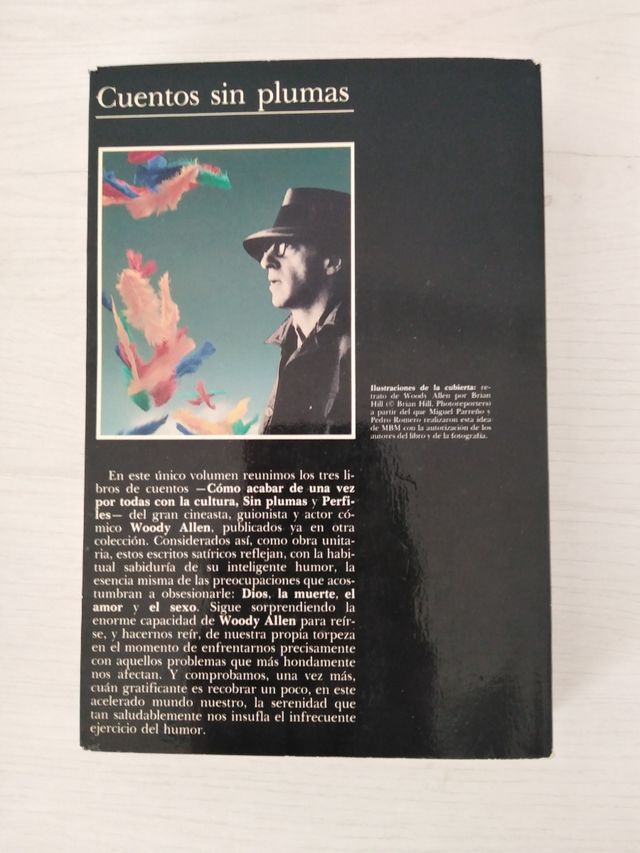 Cuentos sin plumas
Ilustraciones de la cubierta: re-
trato de Woody Allen por Brian
Hill (© Brian Hill, Photoreporters)
a partir del que Miguel Parreño y
Pedro Romero realizaron esta idea
de MBM con la autorización de los
autores del libro y de la fotografía.
En este único volumen reunimos los tres li-
bros de cuentos —Cómo acabar de una vez
por todas con la cultura, Sin plumas y Perfi-
les— del gran cineasta, guionista y actor có-
mico Woody Allen, publicados ya en otra
colección. Considerados así, como obra unita-
ria, estos escritos satíricos reflejan, con la habi-
tual sabiduría de su inteligente humor, la
esencia misma de las preocupaciones que acos-
tumbran a obsesionarle: Dios, la muerte, el
amor y el sexo. Sigue sorprendiendo la
enorme capacidad de Woody Allen para reír-
se, y hacernos reír, de nuestra propia torpeza
en el momento de enfrentarnos precisamente
con aquellos problemas que más hondamente
nos afectan. Y comprobamos, una vez más,
cuán gratificante es recobrar un poco, en este
acelerado mundo nuestro, la serenidad que
tan saludablemente nos insufla el infrecuente
ejercicio del humor.